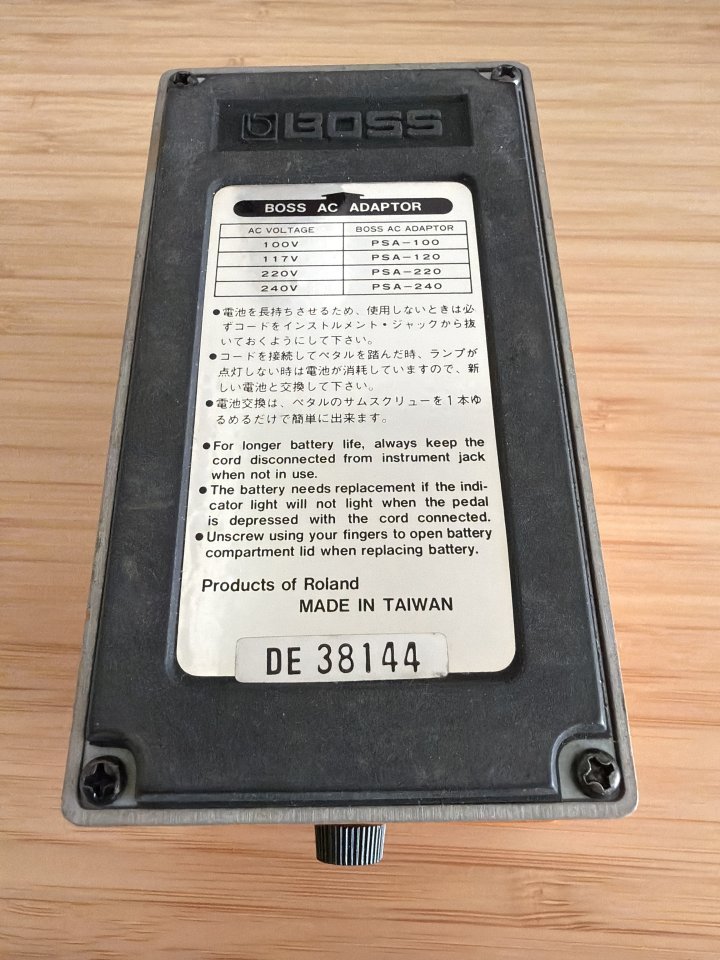 BOSS
BOSS AC ADAPTOR
AC VOLTAGE BOSS AC ADAPTOR
100V PSA-100
117V PSA-120
220V PSA-220
240V PSA-240
●電池を長持ちさせるため、使用しないときは必
ずコードをインストルメント・ジャックから抜
いておくようにして下さい。
●コードを接続してペタルを踏んだ時、ランプが
点灯しない時は電池が消耗していますので、新
しい電池と交換して下さい。
●電池交換は、ペタルのサムスクリューを1本ゆ
るめるだけで簡単に出来ます。
●For longer battery life, always keep the
cord disconnected from instrument jack
when not in use.
●The battery needs replacement if the indi-
cator light will not light when the pedal
is depressed with the cord connected.
●Unscrew using your fingers to open battery
compartment lid when replacing battery.
Products of Roland
MADE IN TAIWAN
DE 38144